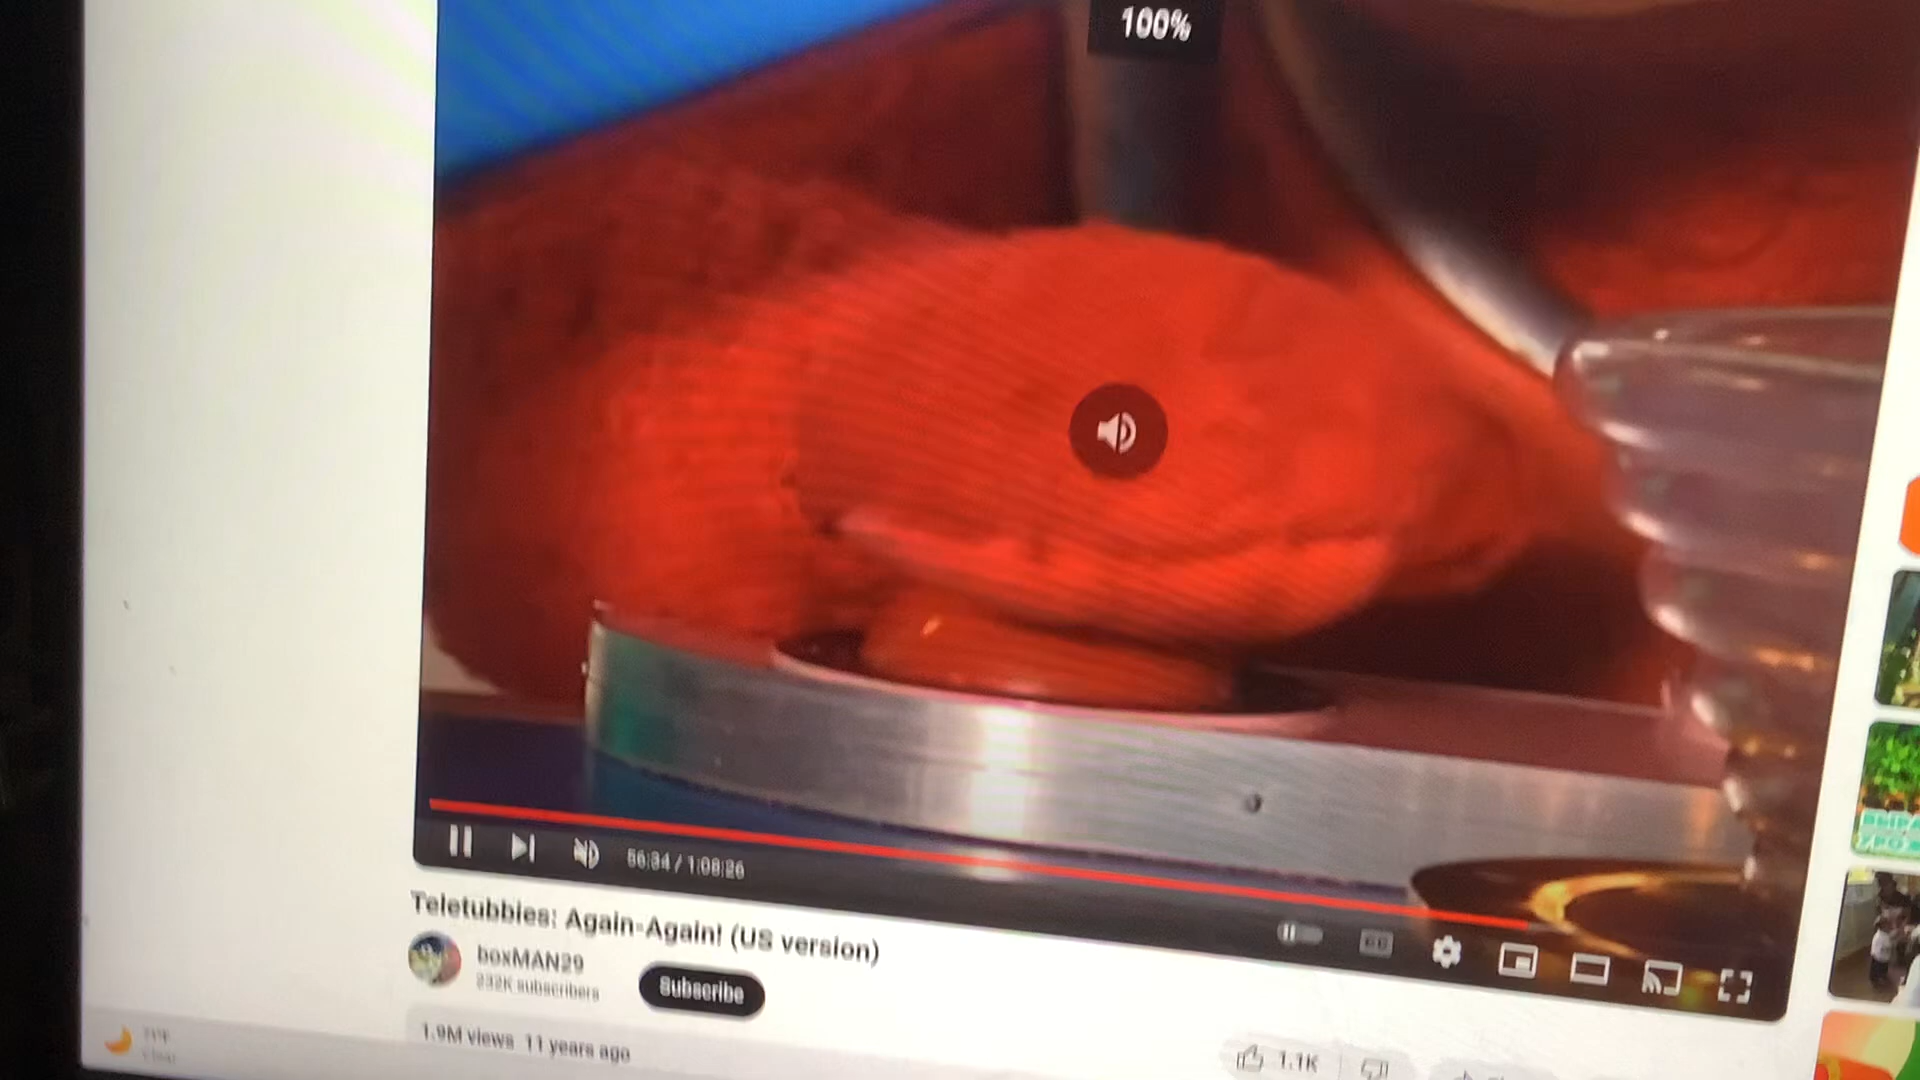 100%
56:34 / 1:08:26
CC
Teletubbies: Again-Again! (US version)
boxMAN29
232K subscribers
Subscribe
1.9M views 11 years ago
1.1K